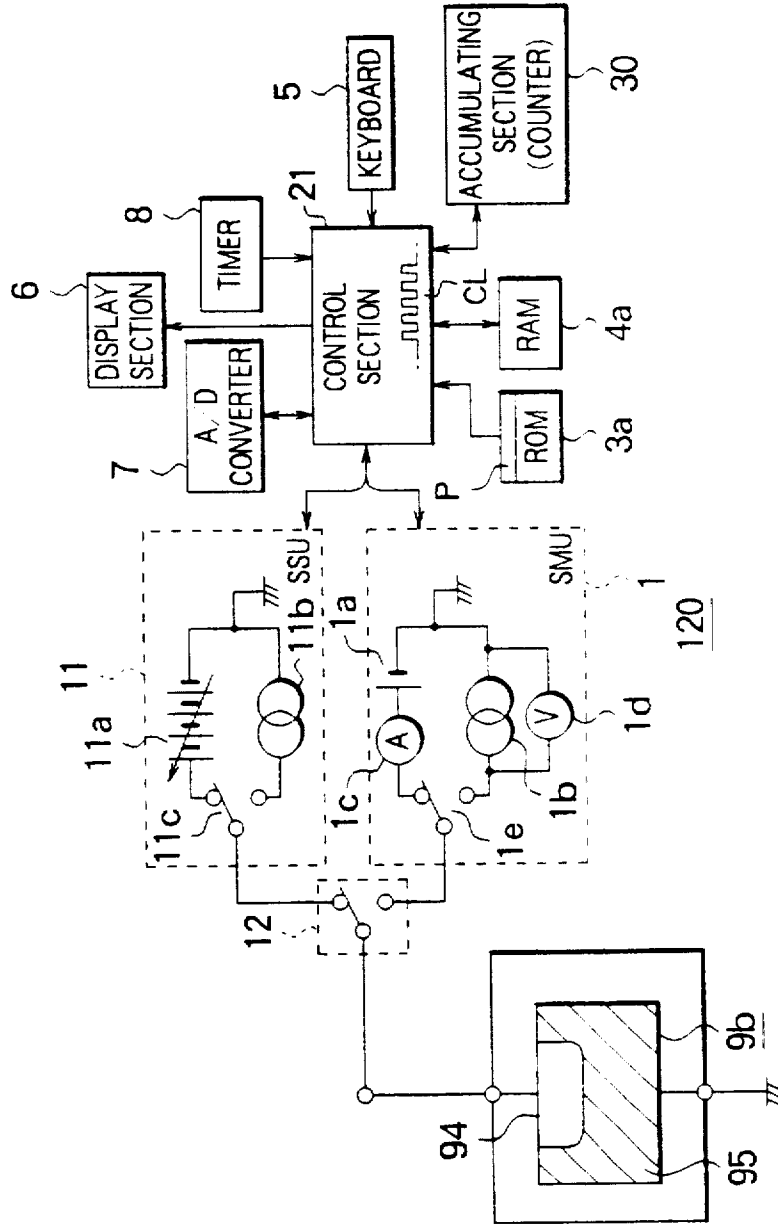 6
DISPLAY
SECTION
8
TIMER
7
A/D
CONVERTER
21
CONTROL
SECTION
CL
5
KEYBOARD
ACCUMULATING
SECTION
(COUNTER)
30
P
ROM
3a
RAM
4a
11
11a
11b
11c
SSU
1a
1c
A
V
1b
1d
1e
SMU
1
120
12
94
95
9b